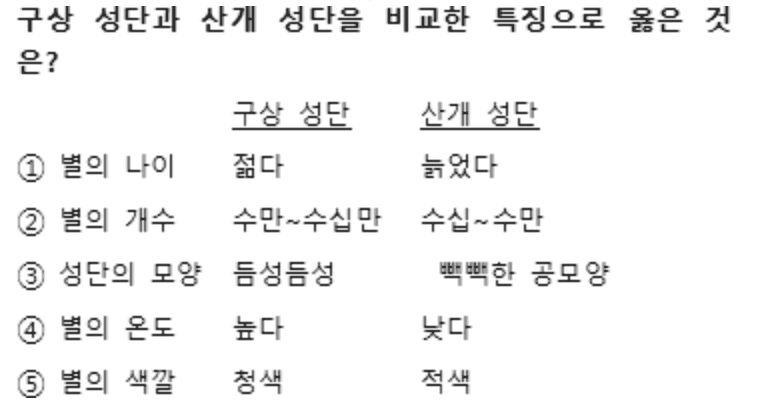 구상 성단과 산개 성단을 비교한 특징으로 옳은 것
은?
구상 성단 산개 성단
① 별의 나이 젊다 늙었다
② 별의 개수 수만~수십만 수십~수만
③ 성단의 모양 듬성듬성 빽빽한 공모양
④ 별의 온도 높다 낮다
⑤ 별의 색깔 청색 적색